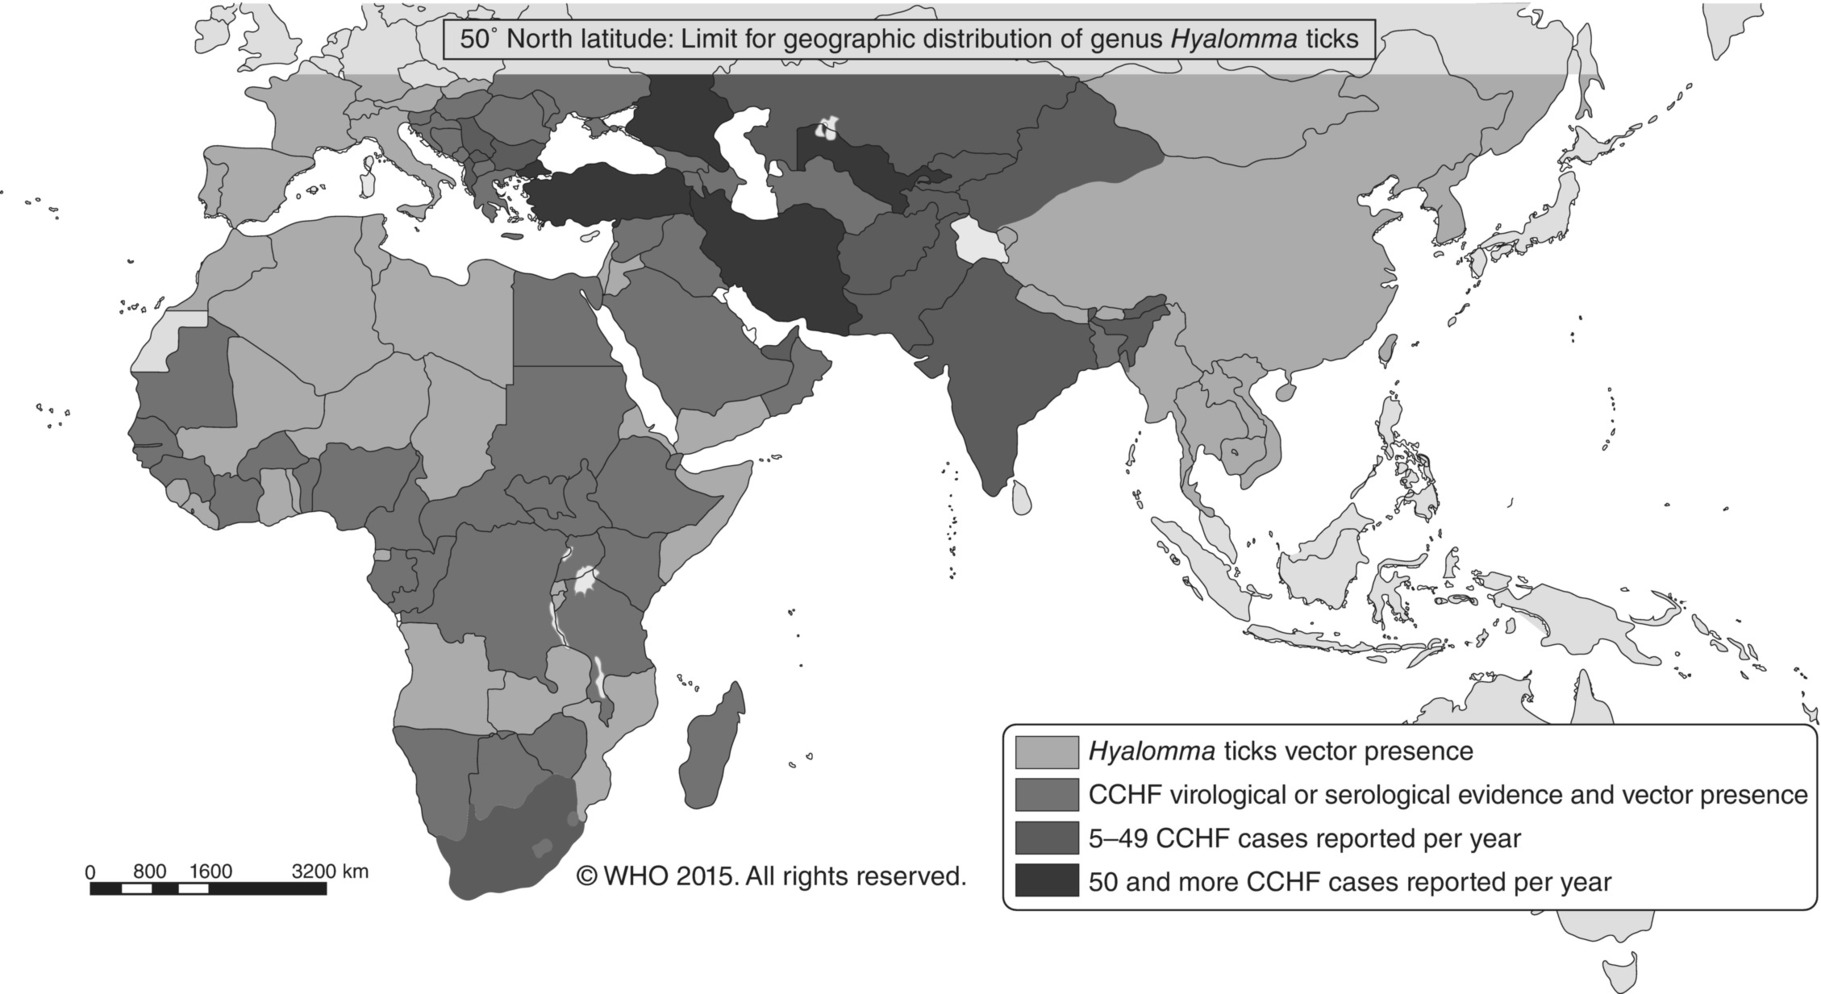 50° North latitude: Limit for geographic distribution of genus Hyalomma ticks
Hyalomma ticks vector presence
CCHF virological or serological evidence and vector presence
5–49 CCHF cases reported per year
50 and more CCHF cases reported per year
0 800 1600 3200 km
© WHO 2015. All rights reserved.